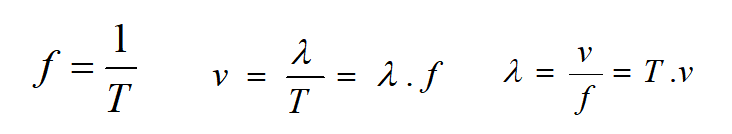 f = 1/T    v = λ/T = λ . f    λ = v/f = T . v